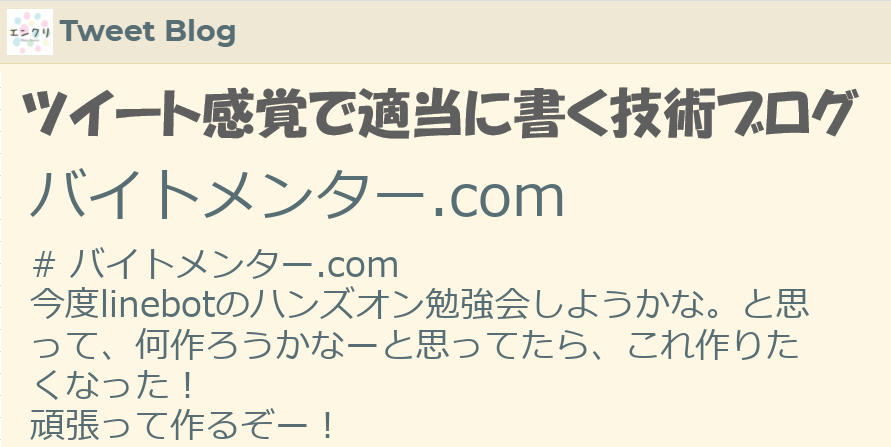 エンクリ
Tweet Blog
ツイート感覚で適当に書く技術ブログ
バイトメンター.com
# バイトメンター.com
今度linebotのハンズオン勉強会しようかな。と思
って、何作ろうかなーと思ってたら、これ作りた
くなった！
頑張って作るぞー！